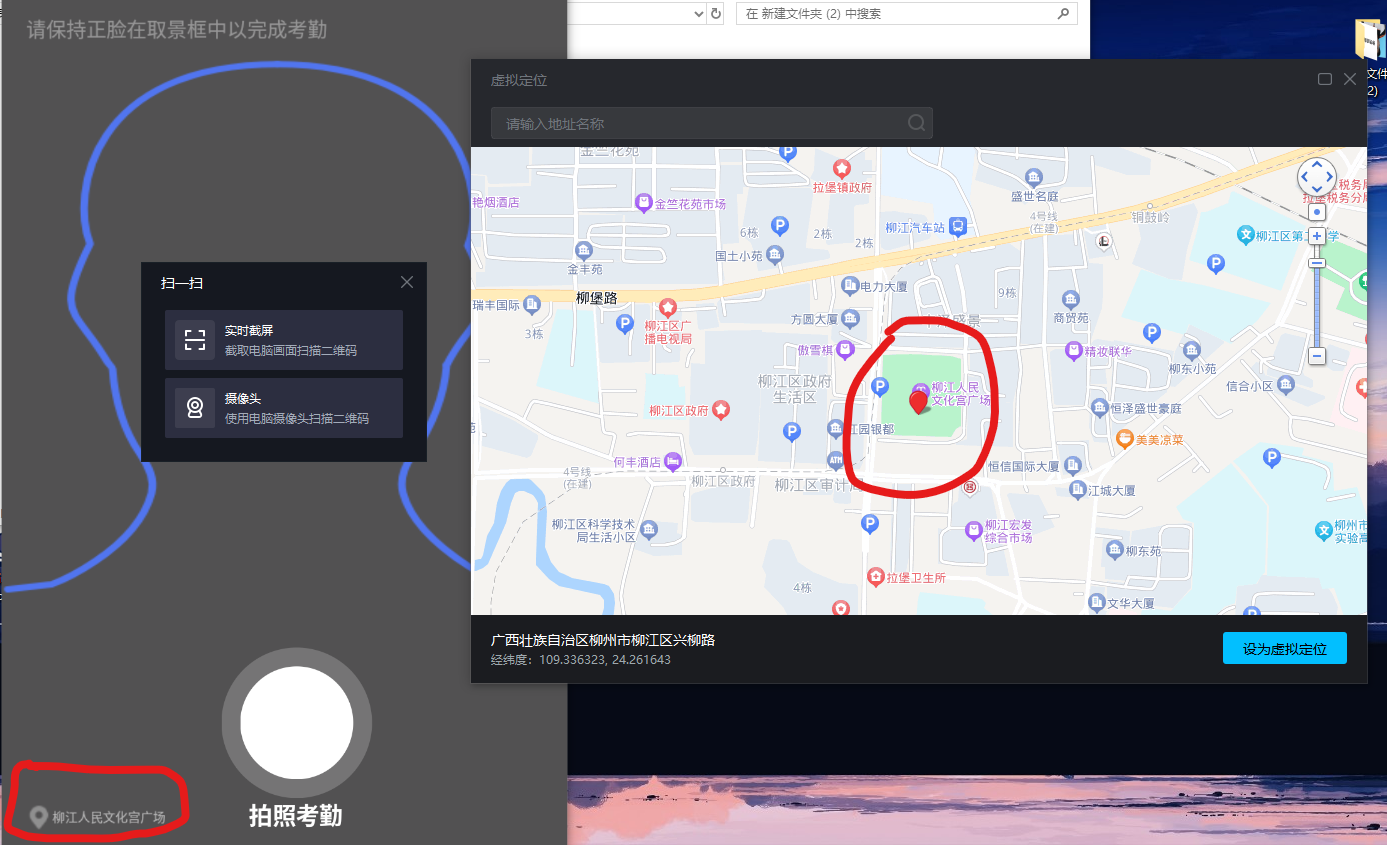 请保持正脸在取景框中以完成考勤
在 新建文件夹 (2) 中搜索
文件
2)
虚拟定位
请输入地址名称
金竺花苑
拉堡镇政府
盛世名庭
艳烟酒店
金竺花苑市场
4号线
(在建)
铜鼓岭
6栋
2栋
2栋
柳江汽车站
柳江区第二
学
国土小苑
金丰苑
电力大厦
9栋
瑞丰国际
柳堡路
3栋
柳江区广
播电视局
方圆大厦
商贸苑
傲雪棋
精妆联华
柳东小苑
柳江区政府
生活区
柳江人民
文化宫广场
信合小区
柳江区政府
恒泽盛世豪庭
江园银都
美美凉菜
何丰酒店
ATM
恒信国际大厦
4号线
(在建)
柳江区政府
柳江区审计局
江城大厦
柳江区科学技术
局生活小区
柳江宏发
综合市场
柳州市
实验高
柳东苑
拉堡卫生所
4栋
文华大厦
扫一扫
实时截屏
截取电脑画面扫描二维码
摄像头
使用电脑摄像头扫描二维码
广西壮族自治区柳州市柳江区兴柳路
经纬度：109.336323, 24.261643
设为虚拟定位
柳江人民文化宫广场
拍照考勤